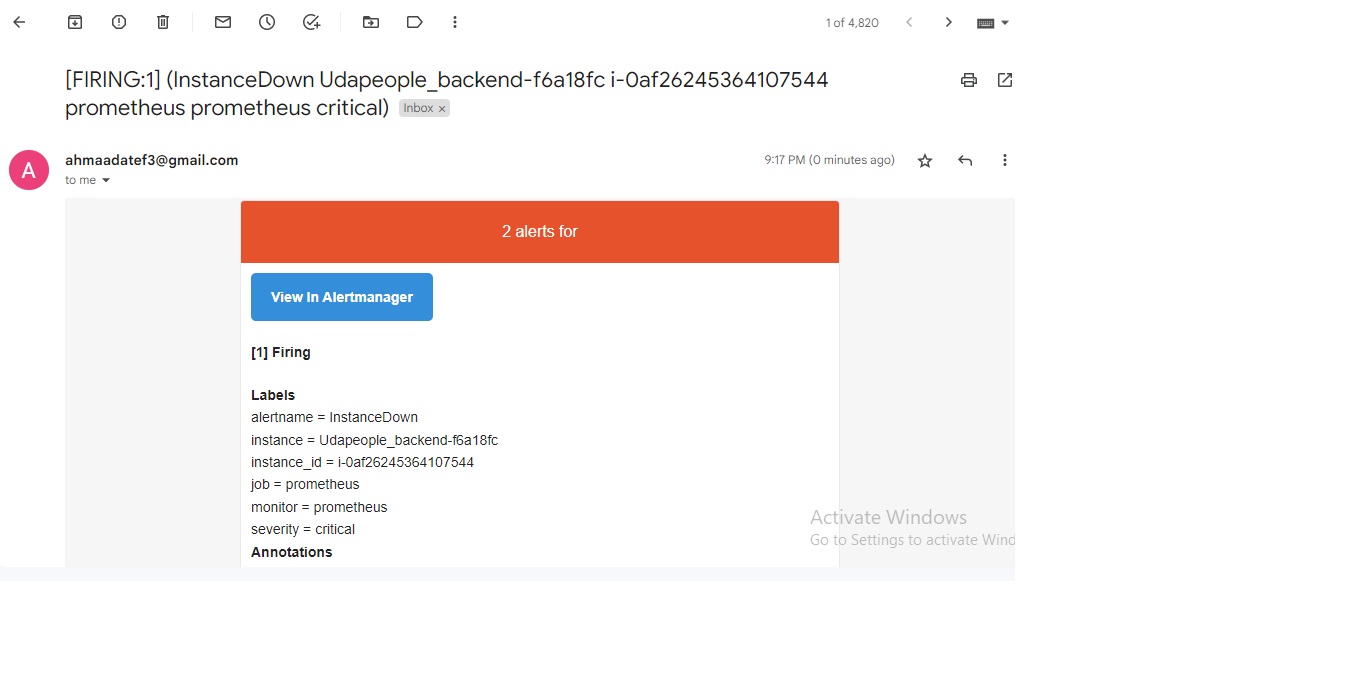 1 of 4,820
[FIRING:1] (InstanceDown Udapeople_backend-f6a18fc i-0af26245364107544
prometheus prometheus critical) Inbox ×
A
ahmaadatef3@gmail.com
9:17 PM (0 minutes ago)
to me
2 alerts for
View In Alertmanager
[1] Firing
Labels
alertname = InstanceDown
instance = Udapeople_backend-f6a18fc
instance_id = i-0af26245364107544
job = prometheus
monitor = prometheus
severity = critical
Annotations
Activate Windows
Go to Settings to activate Wind